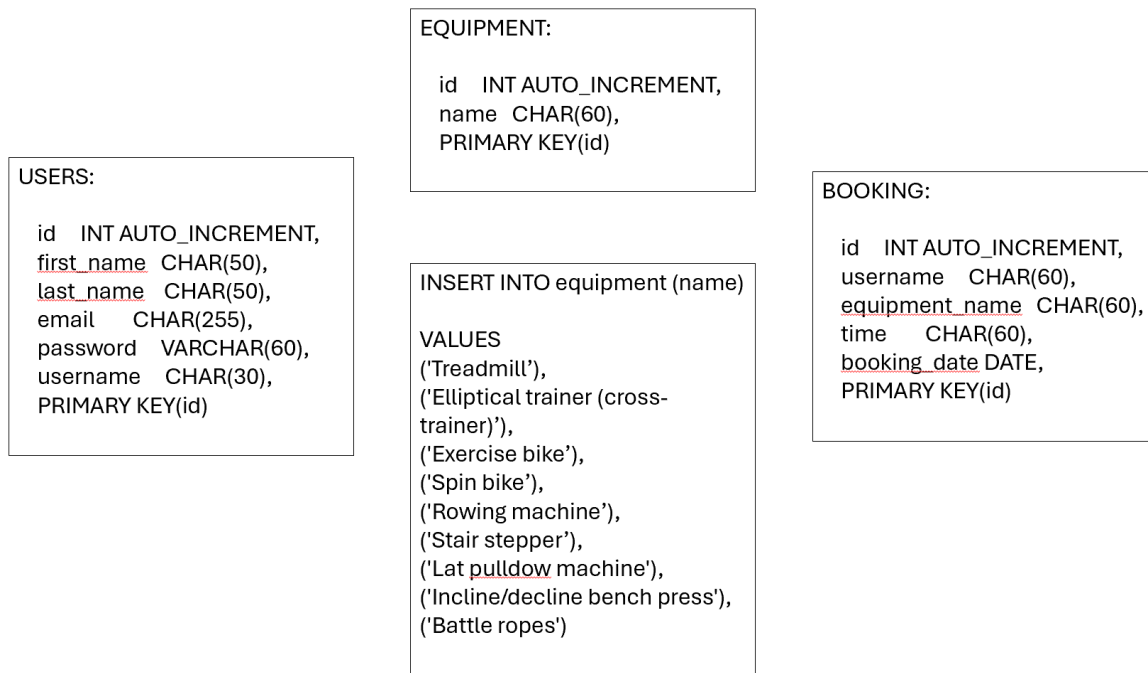 EQUIPMENT:
id INT AUTO_INCREMENT,
name CHAR(60),
PRIMARY KEY(id)
USERS:
id INT AUTO_INCREMENT,
first_name CHAR(50),
last_name CHAR(50),
email CHAR(255),
password VARCHAR(60),
username CHAR(30),
PRIMARY KEY(id)
INSERT INTO equipment (name)
VALUES
('Treadmill’),
('Elliptical trainer (cross-
trainer)’),
('Exercise bike’),
('Spin bike’),
('Rowing machine’),
('Stair stepper’),
('Lat pulldow machine'),
('Incline/decline bench press'),
('Battle ropes')
BOOKING:
id INT AUTO_INCREMENT,
username CHAR(60),
equipment_name CHAR(60),
time CHAR(60),
booking_date DATE,
PRIMARY KEY(id)